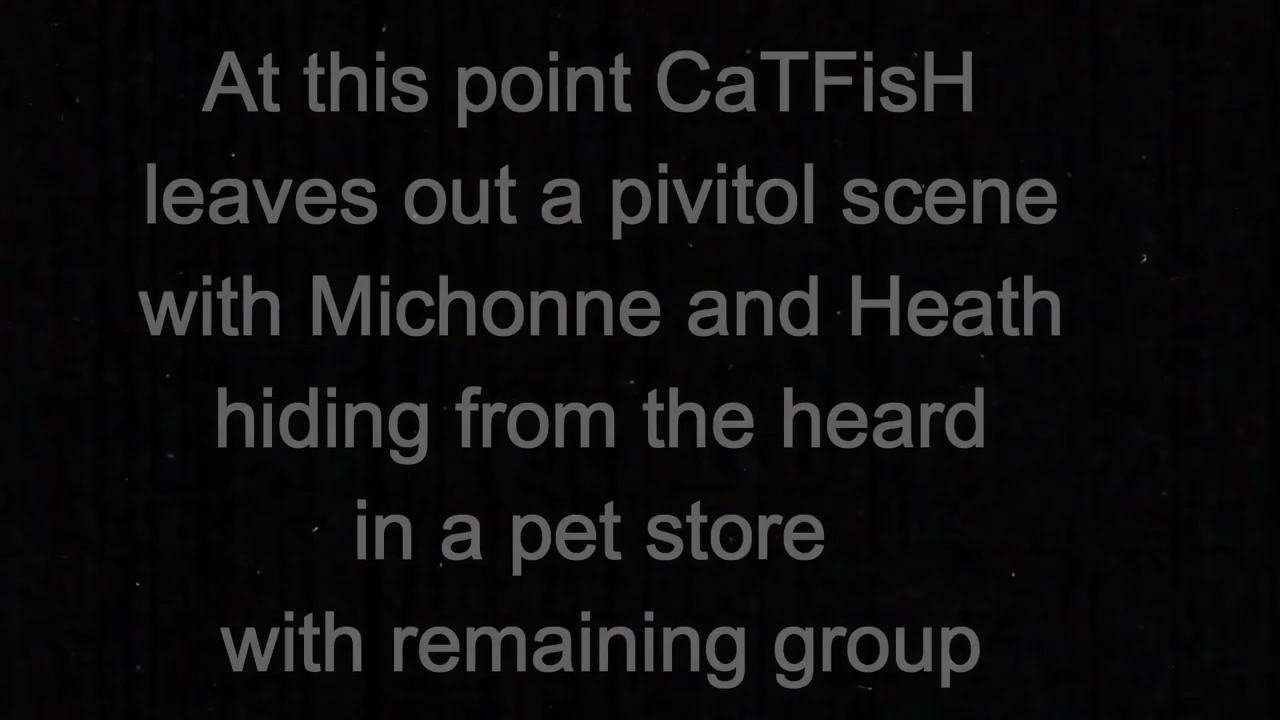 At this point CaTFisH
leaves out a pivitol scene
with Michonne and Heath
hiding from the heard
in a pet store
with remaining group